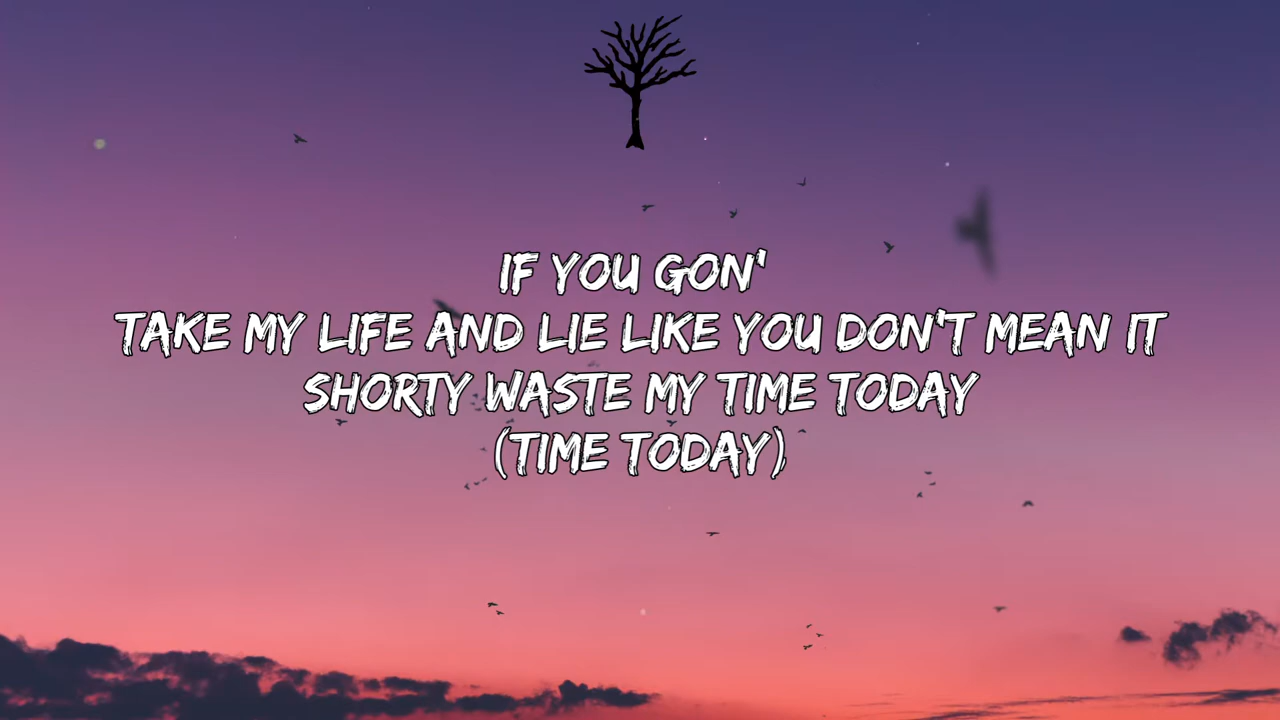 IF YOU GON'
TAKE MY LIFE AND LIE LIKE YOU DON'T MEAN IT
SHORTY WASTE MY TIME TODAY
(TIME TODAY)